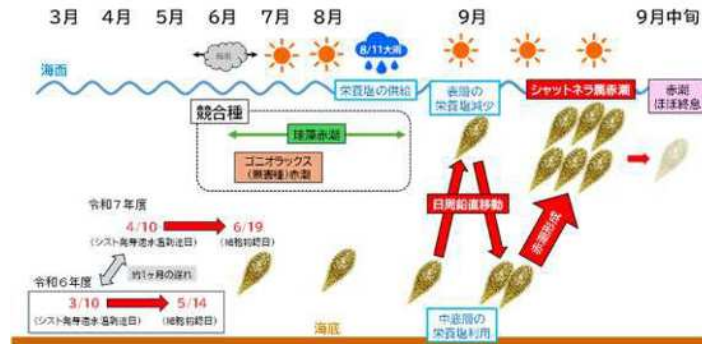 3月 4月 5月 6月 7月 8月 9月 9月中旬
梅雨
8/11大雨
海面
栄養塩の供給
表層の
栄養塩減少
シャットネラ属赤潮
赤潮
ほぼ終息
競合種
珪藻赤潮
ゴニオラックス
(無害種)赤潮
日周鉛直移動
赤潮形成
令和7年度
4/10 6/19
(シスト発芽適水温到達日) (細胞初認日)
約1ヶ月の遅れ
令和6年度
3/10 5/14
(シスト発芽適水温到達日) (細胞初認日)
海底
中底層の
栄養塩利用